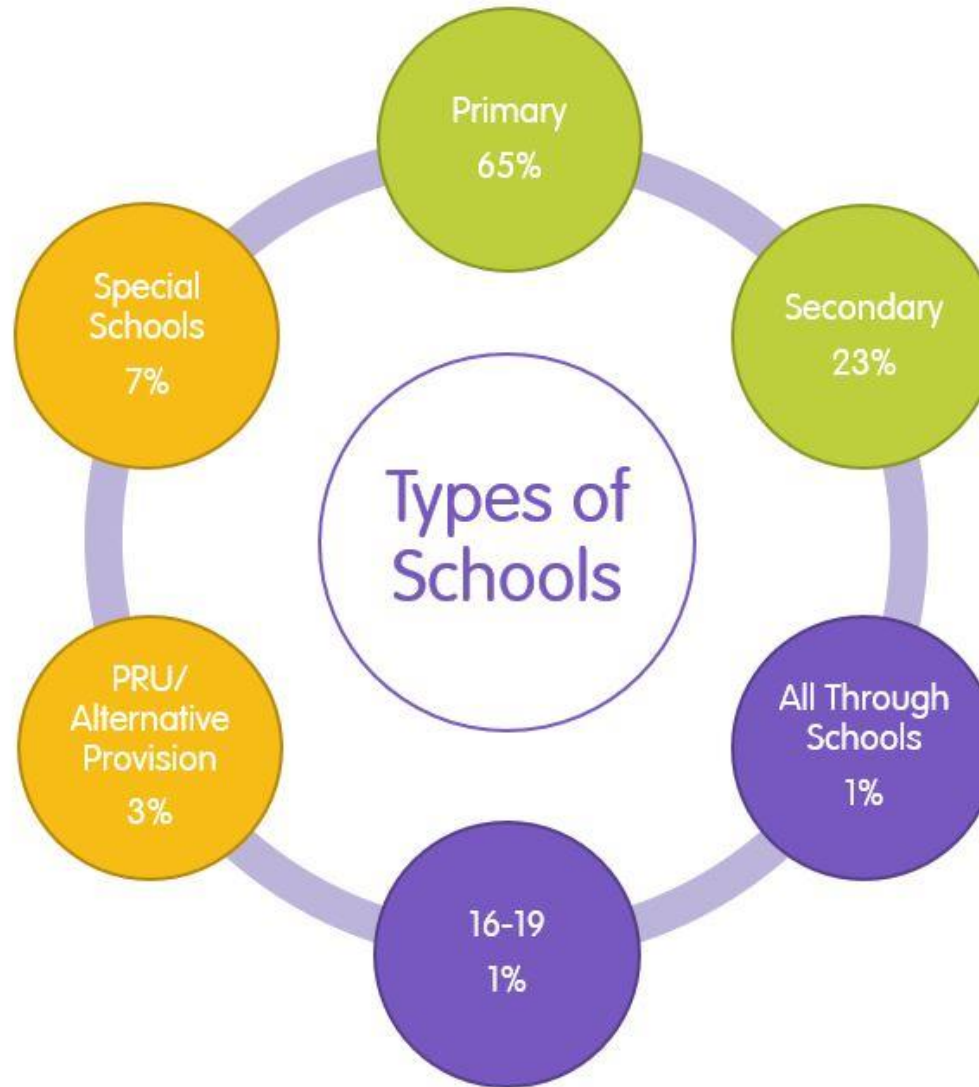 Primary
65%
Secondary
23%
All Through
Schools
1%
16-19
1%
PRU/
Alternative
Provision
3%
Special
Schools
7%
Types of
Schools